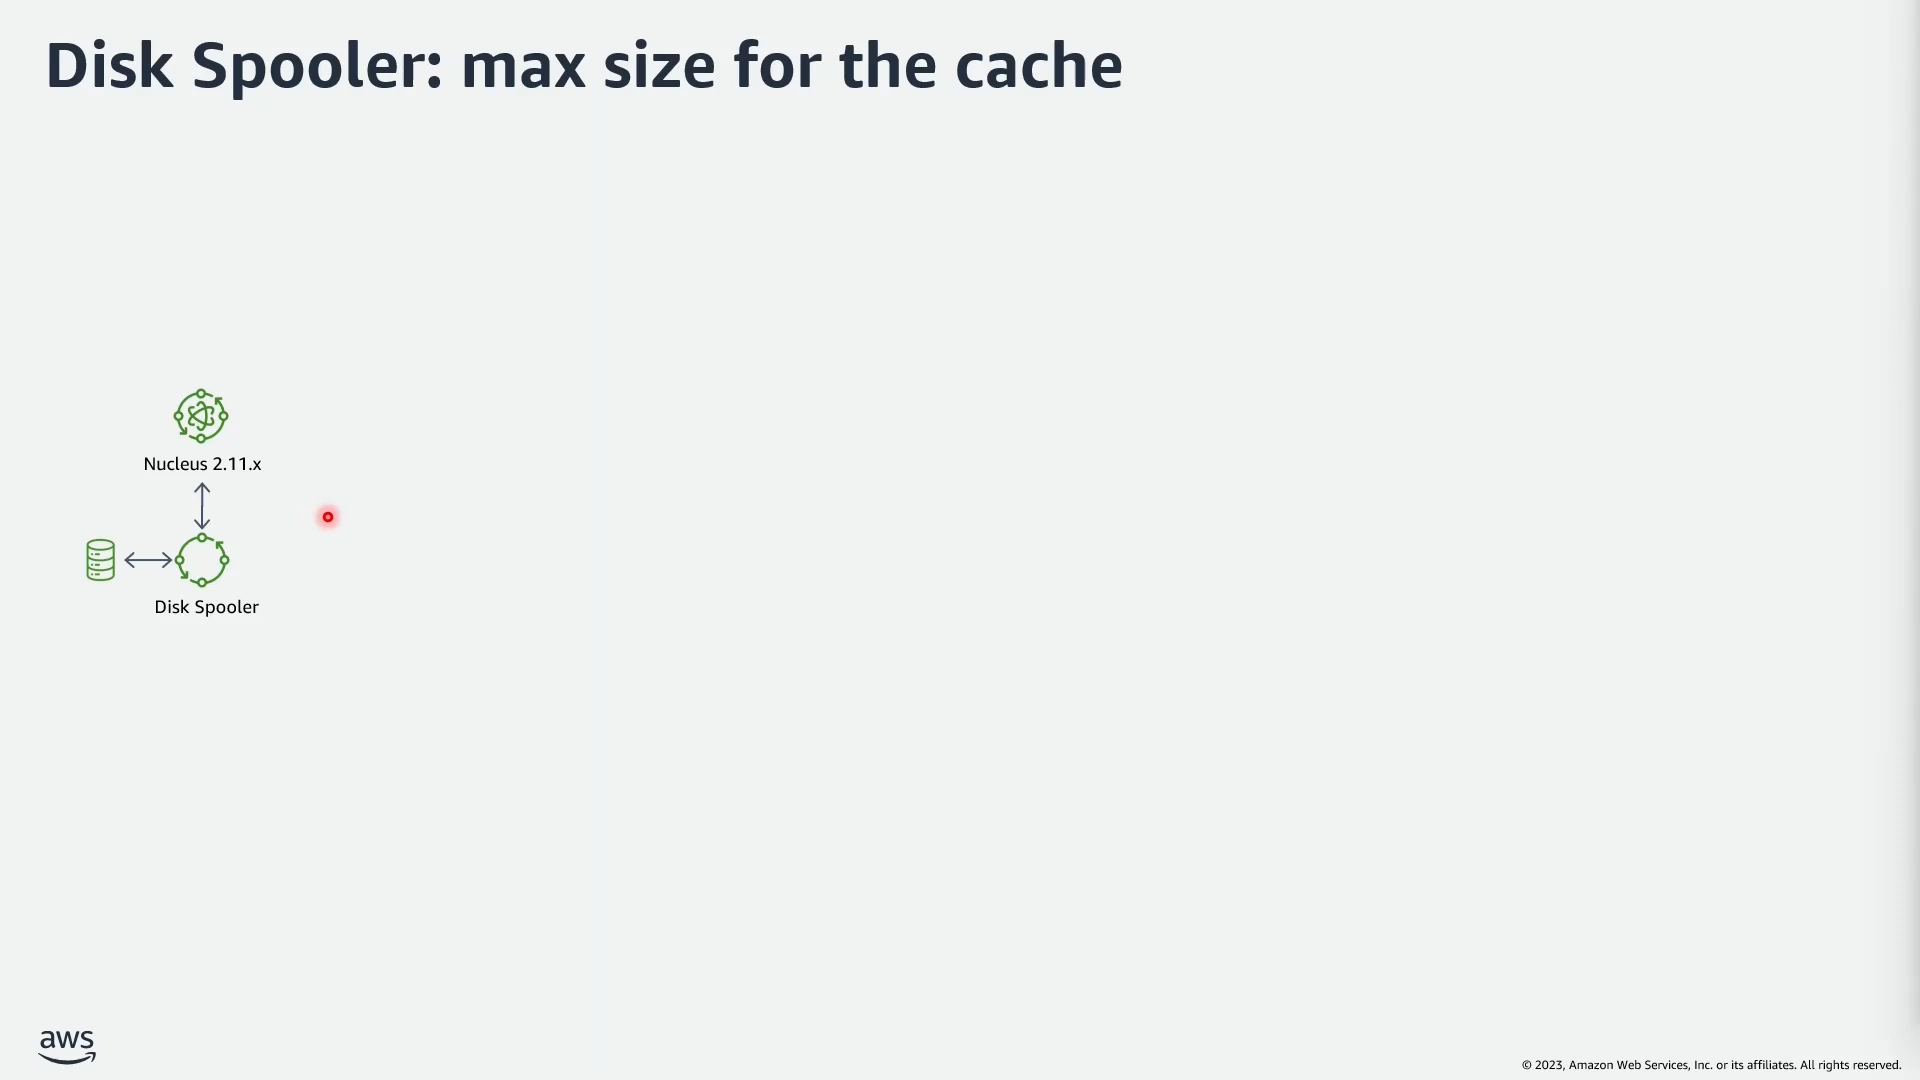 Disk Spooler: max size for the cache
Nucleus 2.11.x
Disk Spooler
aws
© 2023, Amazon Web Services, Inc. or its affiliates. All rights reserved.